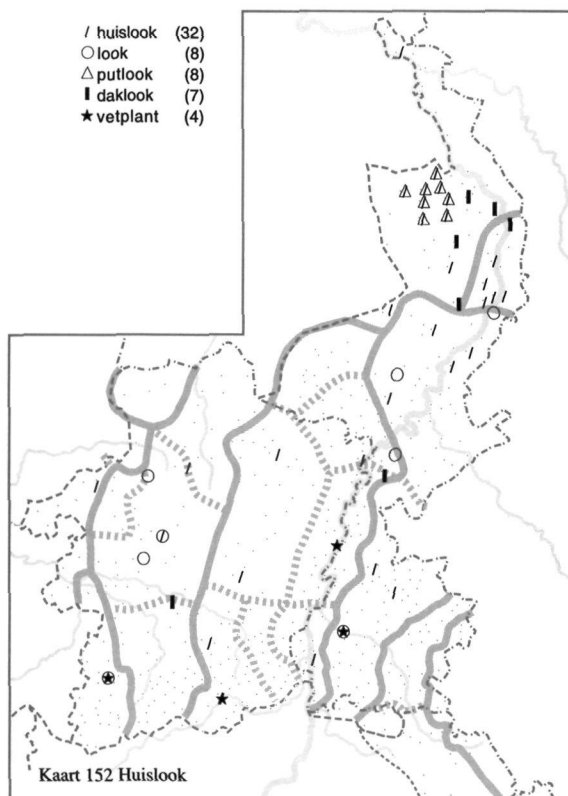 huislook (32)
look (8)
putlook (8)
daklook (7)
vetplant (4)
Kaart 152 Huislook